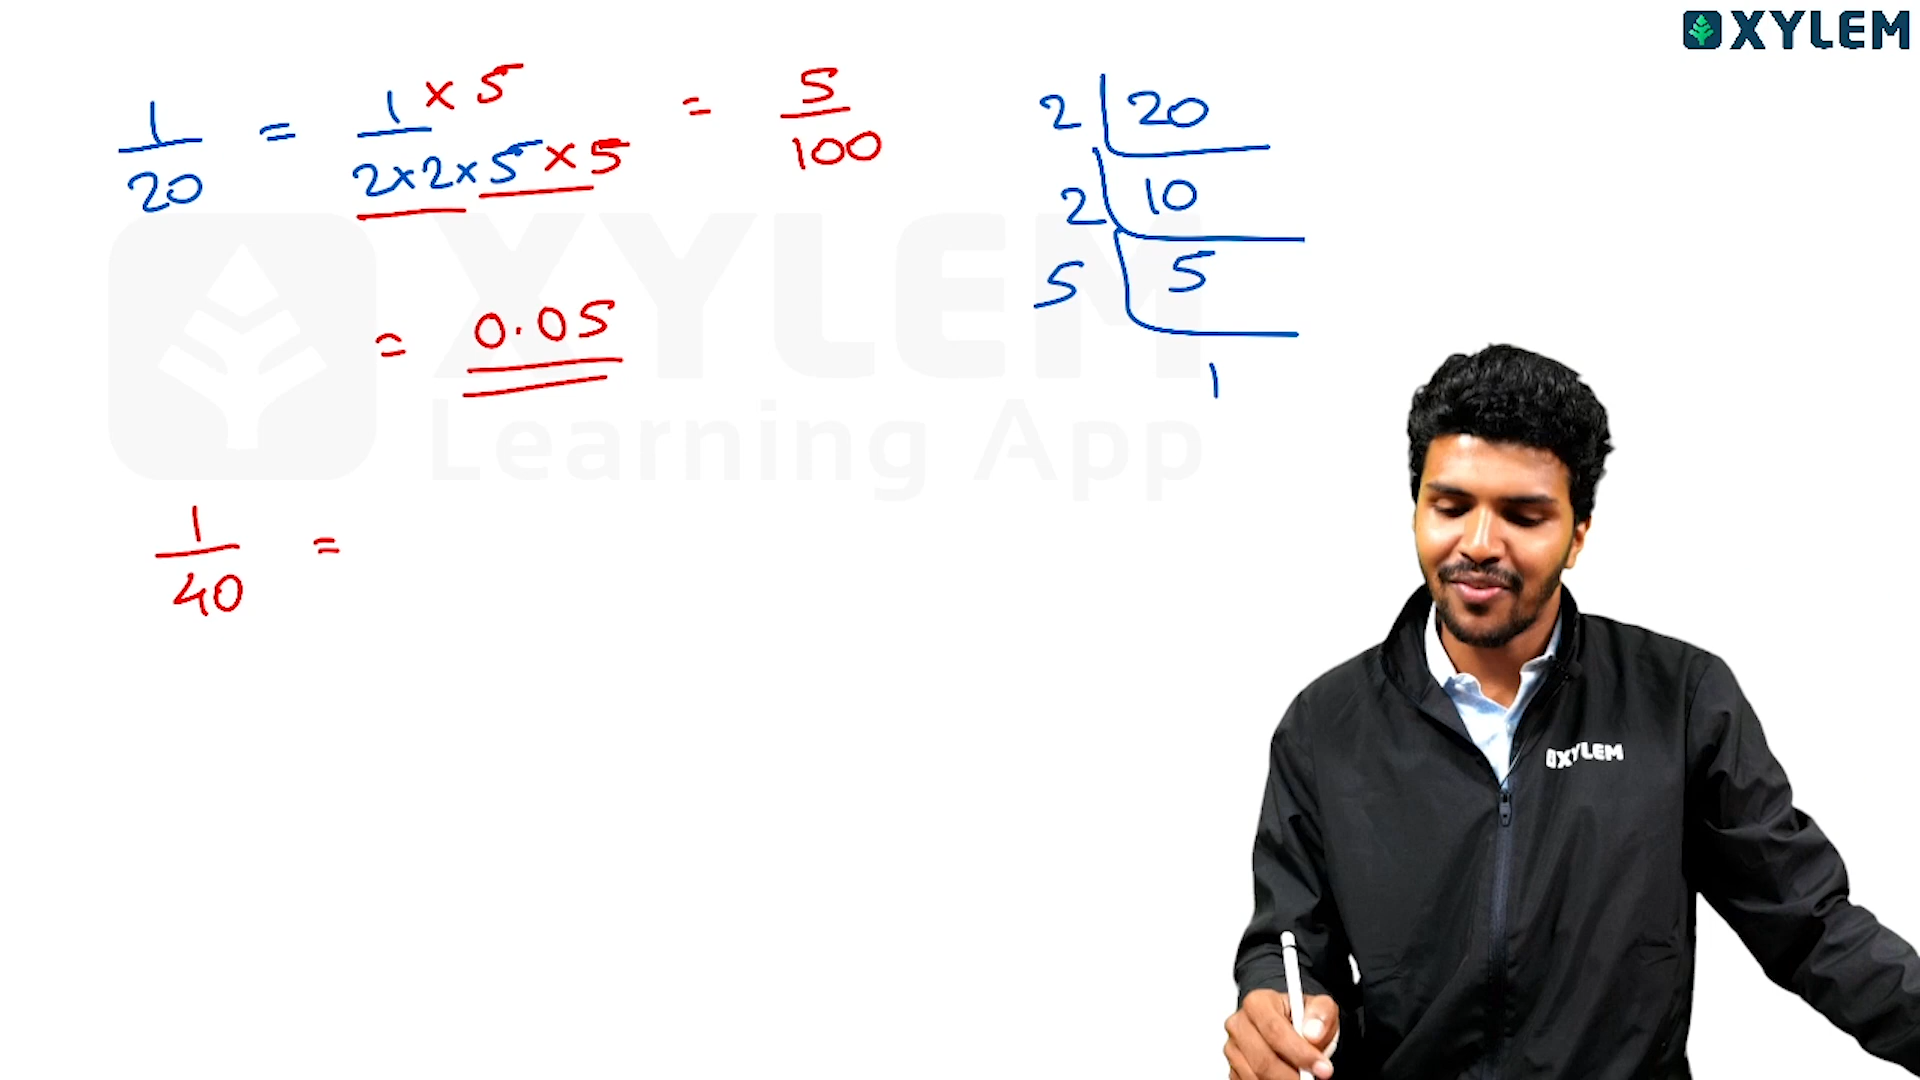 XYLEM
1/20 = 1×5/2×2×5×5 = 5/100
= 0.05
1/40 =
2 | 20
2 | 10
5 | 5
1
XYLEM
Learning App
XYLEM